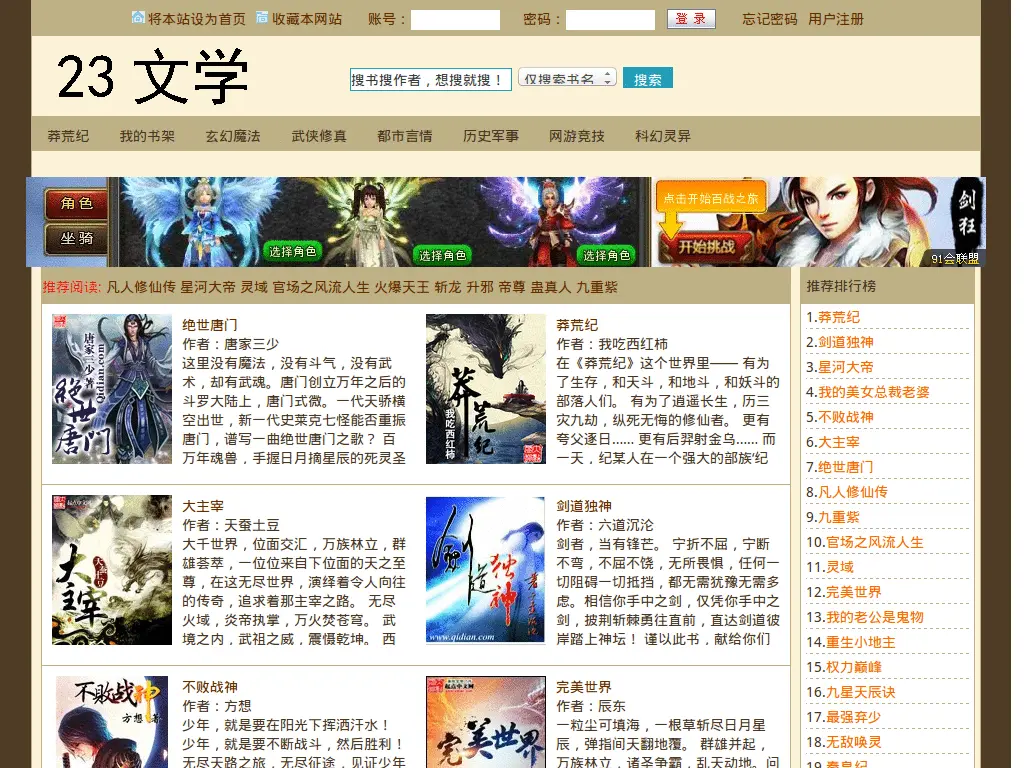 将本站设为首页 收藏本网站 账号： 密码： 登 录 忘记密码 用户注册
23 文学
搜书搜作者，想搜就搜！ 仅搜索书名 搜索
莽荒纪 我的书架 玄幻魔法 武侠修真 都市言情 历史军事 网游竞技 科幻灵异
角 色
坐 骑
选择角色 选择角色 选择角色
点击开始百战之旅
开始挑战
剑狂
91会联盟
推荐阅读: 凡人修仙传 星河大帝 灵域 官场之风流人生 火爆天王 斩龙 升邪 帝尊 蛊真人 九重紫
唐家三少 著
Qidian.com
绝世唐门
绝世唐门
作者：唐家三少
这里没有魔法，没有斗气，没有武
术，却有武魂。唐门创立万年之后的
斗罗大陆上，唐门式微。一代天骄横
空出世，新一代史莱克七怪能否重振
唐门，谱写一曲绝世唐门之歌？ 百
万年魂兽，手握日月摘星辰的死灵圣
莽荒纪
我吃西红柿
莽荒纪
作者：我吃西红柿
在《莽荒纪》这个世界里—— 有为
了生存，和天斗，和地斗，和妖斗的
部落人们。 有为了逍遥长生，历三
灾九劫，纵死无悔的修仙者。 更有
夸父逐日…… 更有后羿射金乌…… 而
一天，纪某人在一个强大的部族‘纪
大主宰
天蚕土豆
大主宰
作者：天蚕土豆
大千世界，位面交汇，万族林立，群
雄荟萃，一位位来自下位面的天之至
尊，在这无尽世界，演绎着令人向往
的传奇，追求着那主宰之路。 无尽
火域，炎帝执掌，万火焚苍穹。 武
境之内，武祖之威，震慑乾坤。 西
剑道独神
www.qidian.com
剑道独神
作者：六道沉沦
剑者，当有锋芒。 宁折不屈，宁断
不弯，不屈不饶，无所畏惧，任何一
切阻碍一切抵挡，都无需犹豫无需多
虑。相信你手中之剑，仅凭你手中之
剑，披荆斩棘勇往直前，直达剑道彼
岸踏上神坛！ 谨以此书，献给你们
不败战神
方想 著
不败战神
作者：方想
少年，就是要在阳光下挥洒汗水！
少年，就是要不断战斗，然后胜利！
无尽天路之旅，无尽征途，见证少年
起点中文网
完美世界
完美世界
作者：辰东
一粒尘可填海，一根草斩尽日月星
辰，弹指间天翻地覆。 群雄并起，
万族林立，诸圣争霸，乱天动地。问
推荐排行榜
1.莽荒纪
2.剑道独神
3.星河大帝
4.我的美女总裁老婆
5.不败战神
6.大主宰
7.绝世唐门
8.凡人修仙传
9.九重紫
10.官场之风流人生
11.灵域
12.完美世界
13.我的老公是鬼物
14.重生小地主
15.权力巅峰
16.九星天辰诀
17.最强弃少
18.无敌唤灵